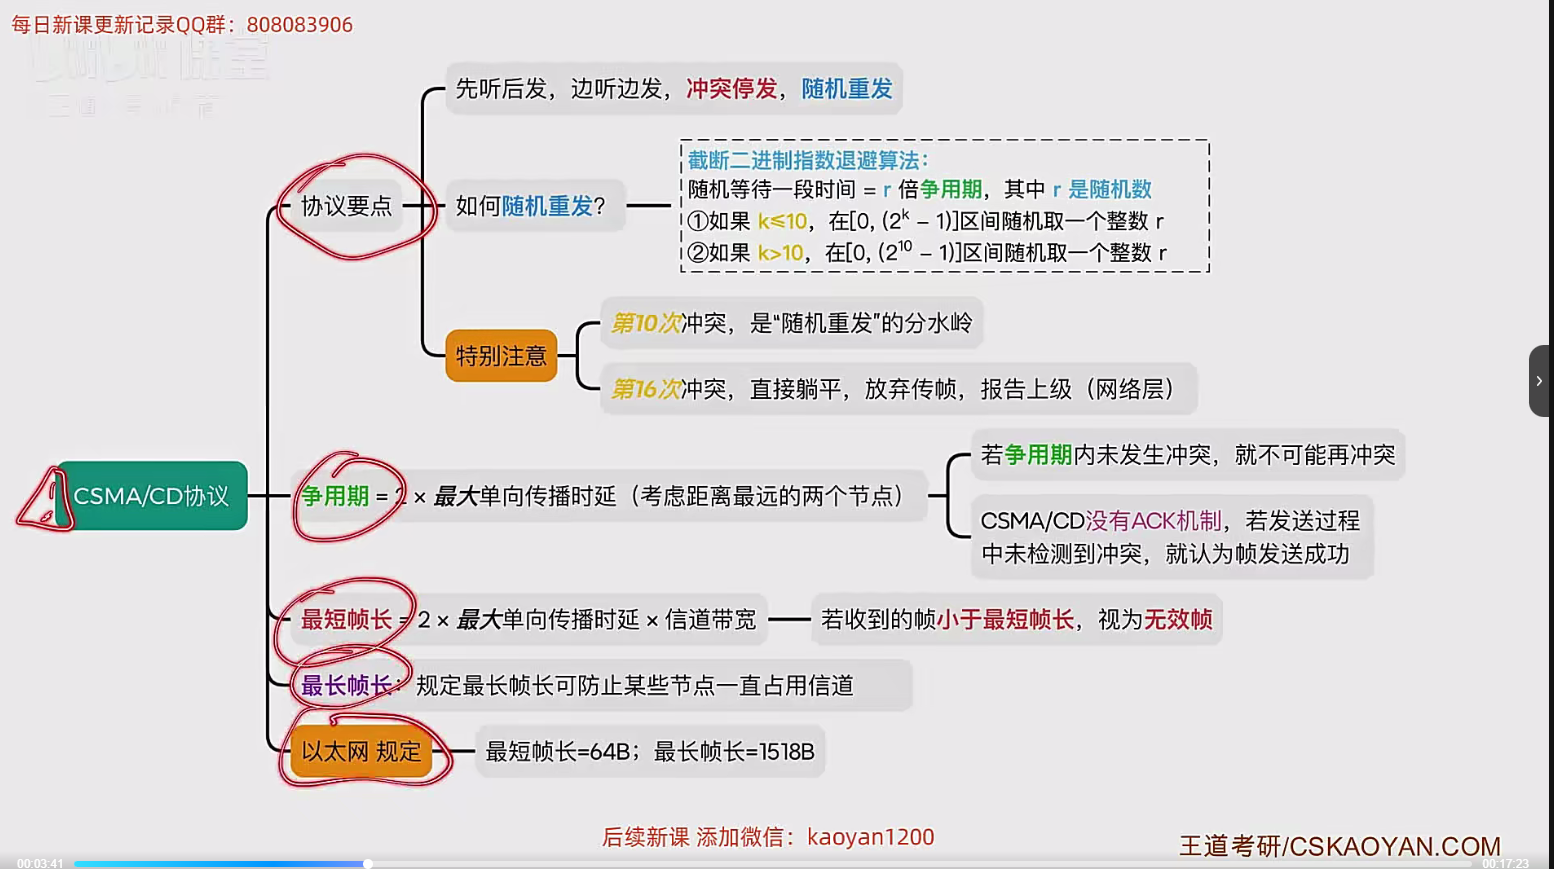 每日新课更新记录QQ群：808083906
先听后发，边听边发，冲突停发，随机重发
截断二进制指数退避算法：
随机等待一段时间 = r 倍争用期，其中 r 是随机数
协议要点
如何随机重发？
①如果 k≤10，在[0, (2^k – 1)]区间随机取一个整数 r
②如果 k>10，在[0, (2^10 – 1)]区间随机取一个整数 r
第10次冲突，是“随机重发”的分水岭
特别注意
第16次冲突，直接躺平，放弃传帧，报告上级（网络层）
若争用期内未发生冲突，就不可能再冲突
CSMA/CD协议
争用期 = 2 × 最大单向传播时延（考虑距离最远的两个节点）
CSMA/CD没有ACK机制，若发送过程
中未检测到冲突，就认为帧发送成功
最短帧长 = 2 × 最大单向传播时延 × 信道带宽
若收到的帧小于最短帧长，视为无效帧
最长帧长：规定最长帧长可防止某些节点一直占用信道
以太网 规定
最短帧长=64B；最长帧长=1518B
后续新课 添加微信：kaoyan1200
王道考研/CSKAOYAN.COM
00:03:41
00:17:23